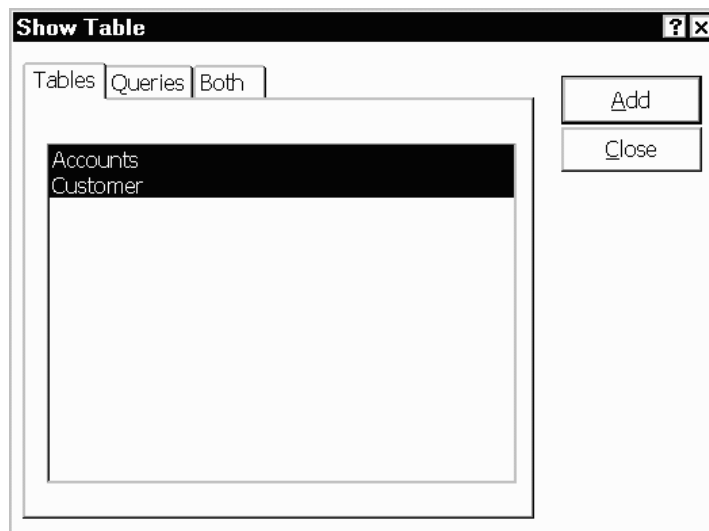 Show Table
Tables Queries Both
Add
Close
Accounts
Customer